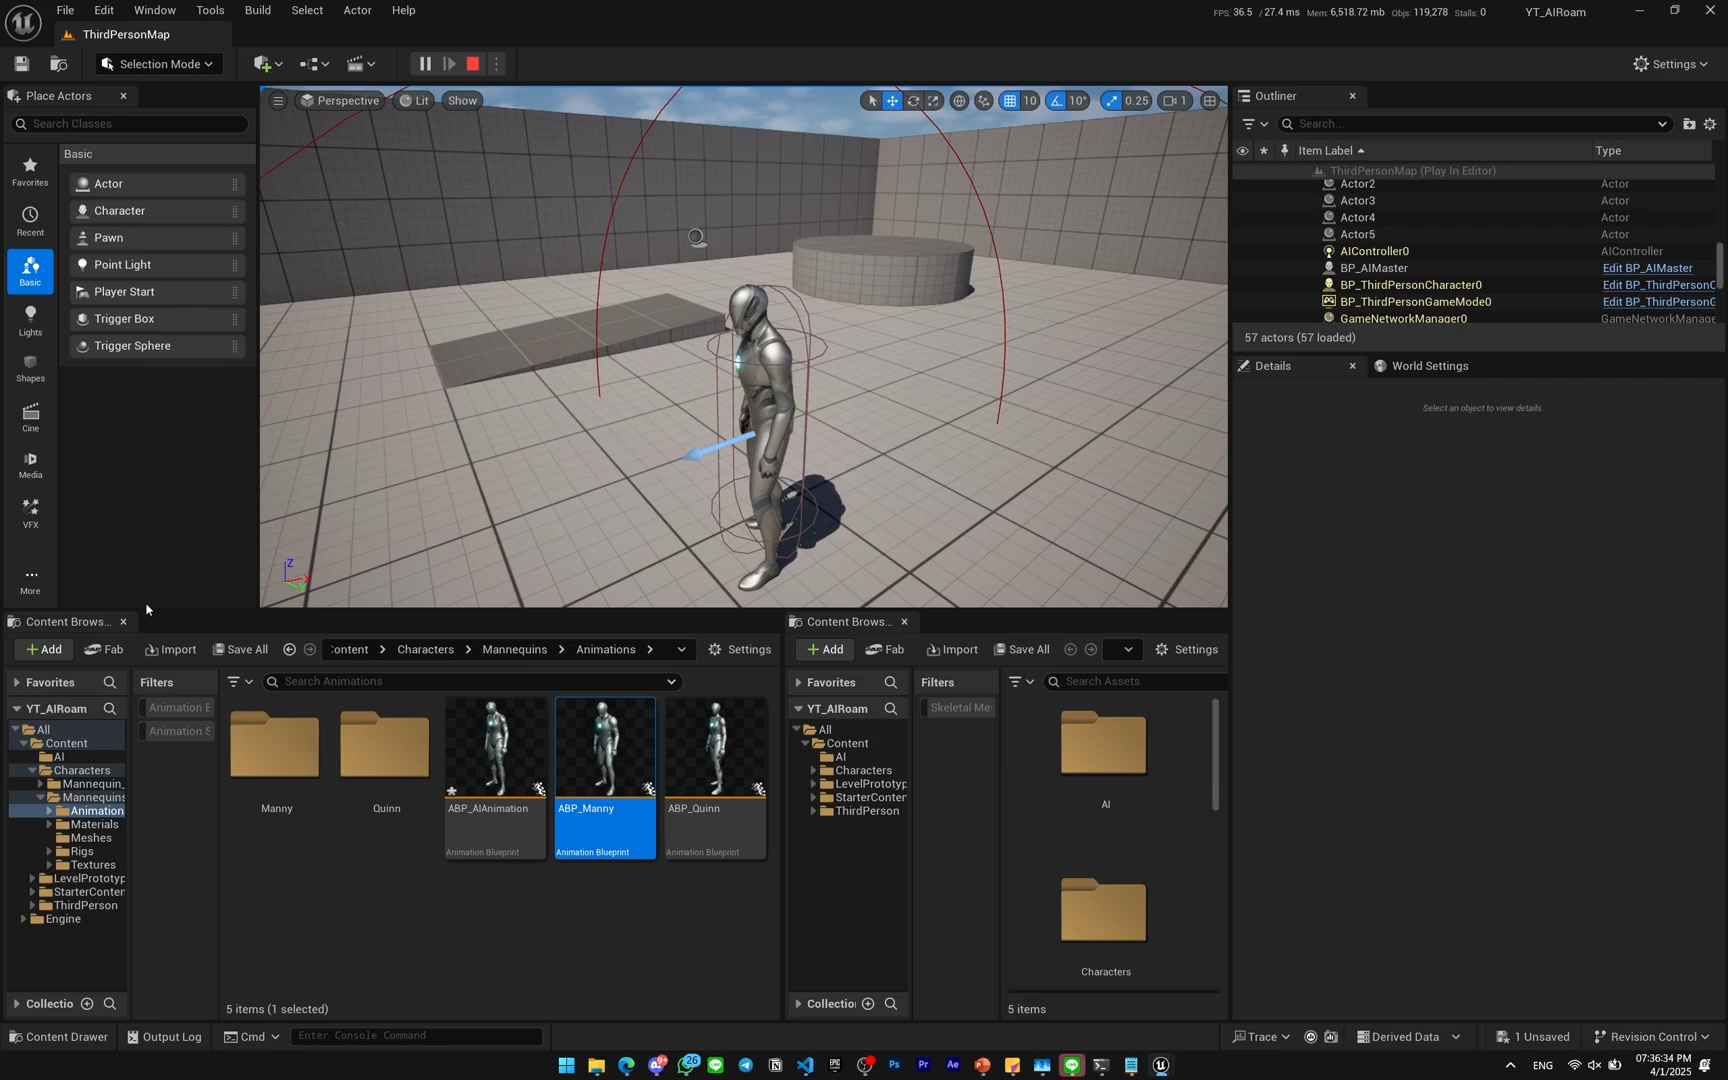 File Edit Window Tools Build Select Actor Help
FPS: 36.5 / 27.4 ms Mem: 6,518.72 mb Objs: 119,278 Stalls: 0
YT_AIRoam
ThirdPersonMap
Selection Mode
Settings
Place Actors
Search Classes
Basic
Favorites
Recent
Basic
Lights
Shapes
Cine
Media
VFX
More
Actor
Character
Pawn
Point Light
Player Start
Trigger Box
Trigger Sphere
Perspective Lit Show
10 10° 0.25 1
Z
Outliner
Search...
Item Label Type
ThirdPersonMap (Play In Editor)
Actor2 Actor
Actor3 Actor
Actor4 Actor
Actor5 Actor
AIController0 AIController
BP_AIMaster Edit BP_AIMaster
BP_ThirdPersonCharacter0 Edit BP_ThirdPersonC
BP_ThirdPersonGameMode0 Edit BP_ThirdPersonG
GameNetworkManager0 GameNetworkManage
57 actors (57 loaded)
Details World Settings
Select an object to view details.
Content Brows...
Add Fab Import Save All
ontent Characters Mannequins Animations
Settings
Favorites
Filters
Search Animations
YT_AIRoam
Animation B
Animation S
All
Content
AI
Characters
Mannequin_
Mannequins
Animation
Materials
Meshes
Rigs
Textures
LevelPrototyp
StarterConten
ThirdPerson
Engine
Manny
Quinn
ABP_AIAnimation
Animation Blueprint
ABP_Manny
Animation Blueprint
ABP_Quinn
Animation Blueprint
Collectio
5 items (1 selected)
Content Brows...
Add Fab Import Save All
Settings
Favorites
Filters
Search Assets
YT_AIRoam
Skeletal Me
All
Content
AI
Characters
LevelPrototyp
StarterConten
ThirdPerson
AI
Characters
Collection
5 items
Content Drawer Output Log Cmd Enter Console Command
Trace Derived Data 1 Unsaved Revision Control
9+ 26
Ps Pr Ae
ENG
07:36:34 PM
4/1/2025